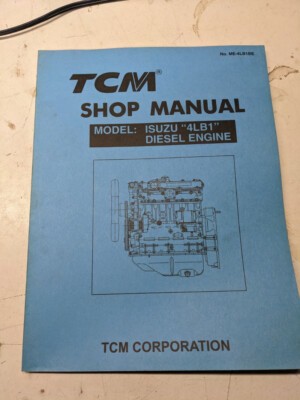 TCM®
SHOP MANUAL
MODEL: ISUZU "4LB1"
DIESEL ENGINE
TCM CORPORATION